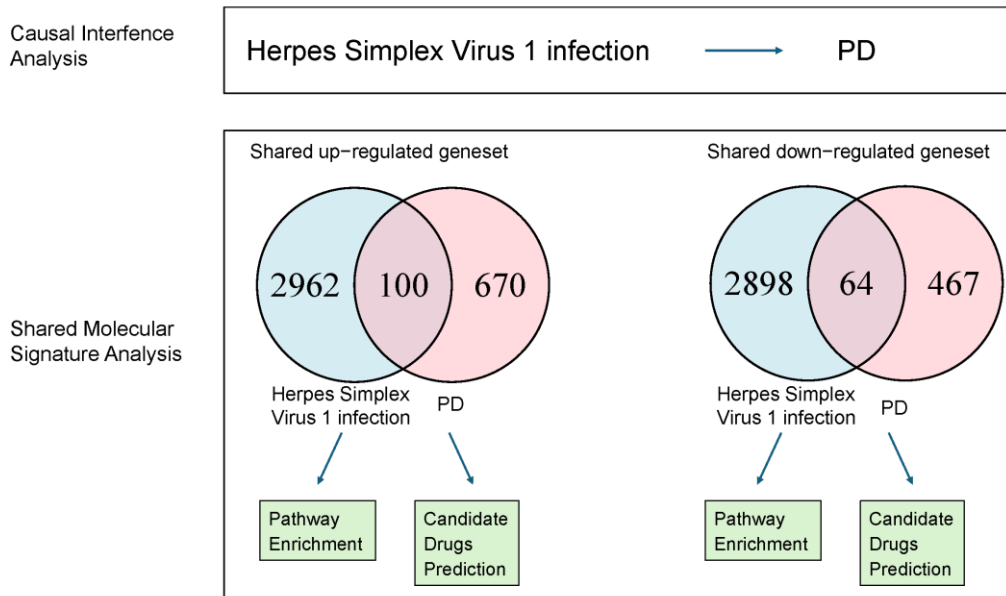 Causal Interfence
Analysis
Herpes Simplex Virus 1 infection
PD
Shared up-regulated geneset
Shared down-regulated geneset
2962
100
670
2898
64
467
Shared Molecular
Signature Analysis
Herpes Simplex
Virus 1 infection
PD
Herpes Simplex
Virus 1 infection
PD
Pathway
Enrichment
Candidate
Drugs
Prediction
Pathway
Enrichment
Candidate
Drugs
Prediction